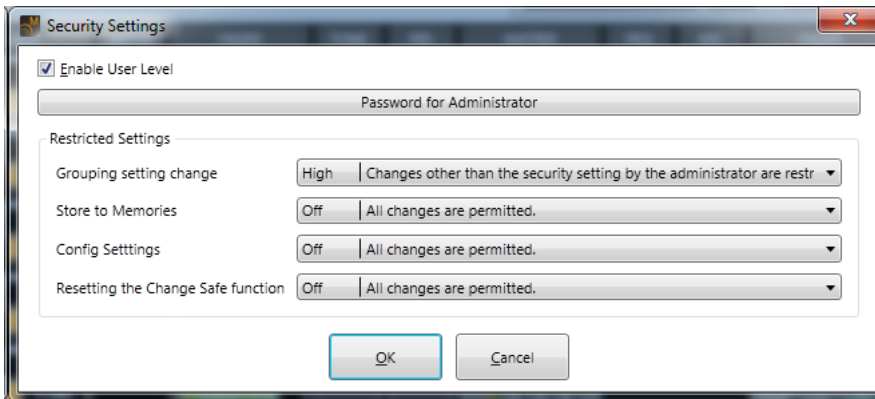 Security Settings
Enable User Level
Password for Administrator
Restricted Settings
Grouping setting change High Changes other than the security setting by the administrator are restr
Store to Memories Off All changes are permitted.
Config Setttings Off All changes are permitted.
Resetting the Change Safe function Off All changes are permitted.
OK Cancel